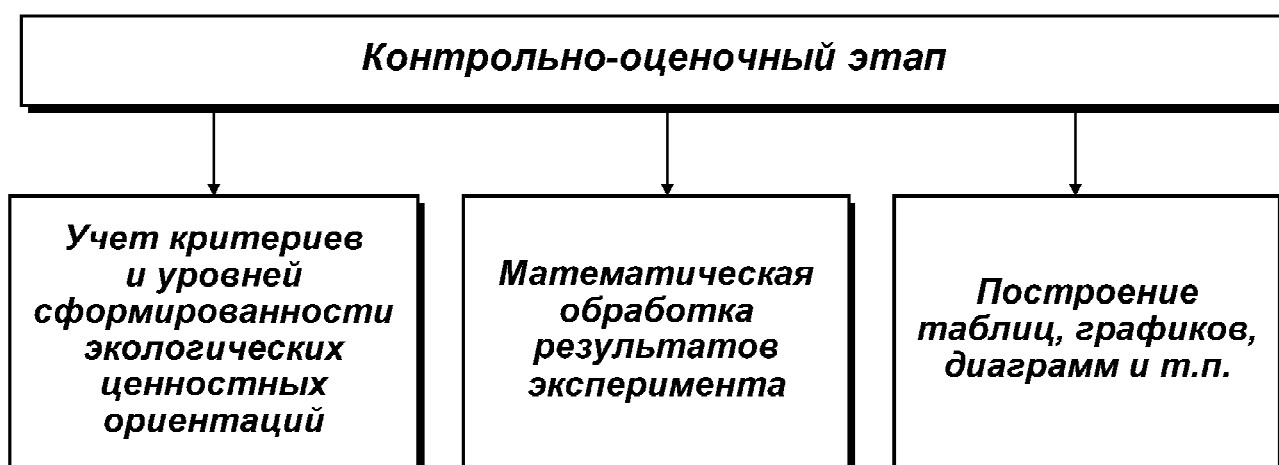 Контрольно-оценочный этап
Учет критериев
и уровней
сформированности
экологических
ценностных
ориентаций
Математическая
обработка
результатов
эксперимента
Построение
таблиц, графиков,
диаграмм и т.п.